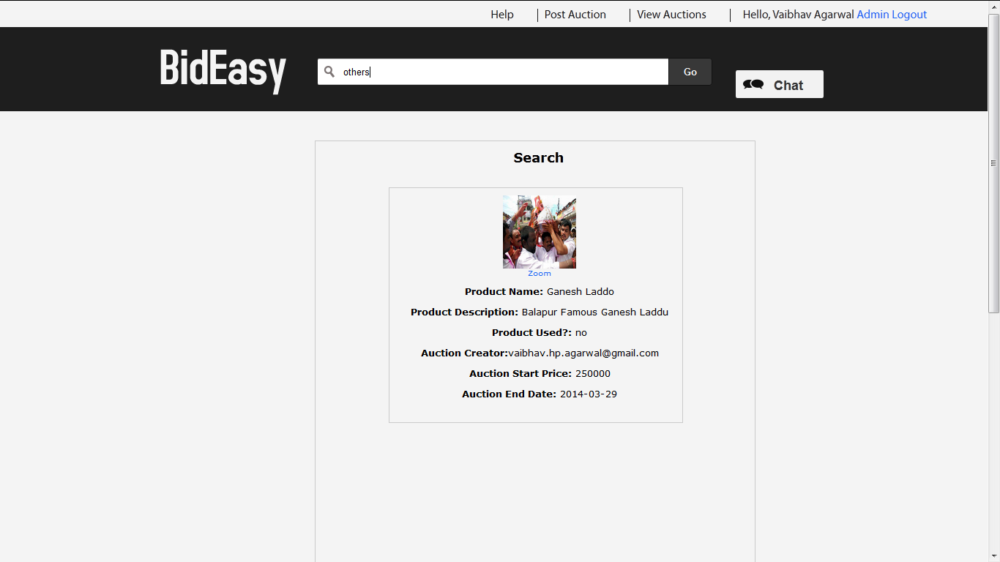 Help | Post Auction | View Auctions | Hello, Vaibhav Agarwal Admin Logout
BidEasy
others
Go
Chat
Search
Zoom
Product Name: Ganesh Laddo
Product Description: Balapur Famous Ganesh Laddu
Product Used?: no
Auction Creator:vaibhav.hp.agarwal@gmail.com
Auction Start Price: 250000
Auction End Date: 2014-03-29